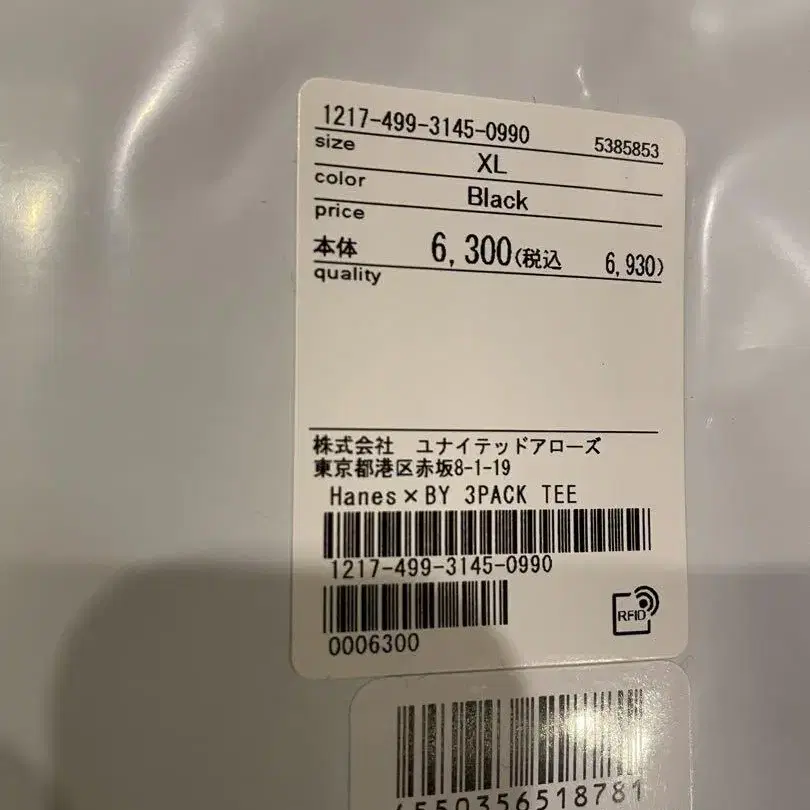 1217-499-3145-0990 5385853
size XL
color Black
price
本体 6,300(税込 6,930)
quality
株式会社 ユナイテッドアローズ
東京都港区赤坂8-1-19
Hanes×BY 3PACK TEE
1217-499-3145-0990
RFID
0006300
4550356518781